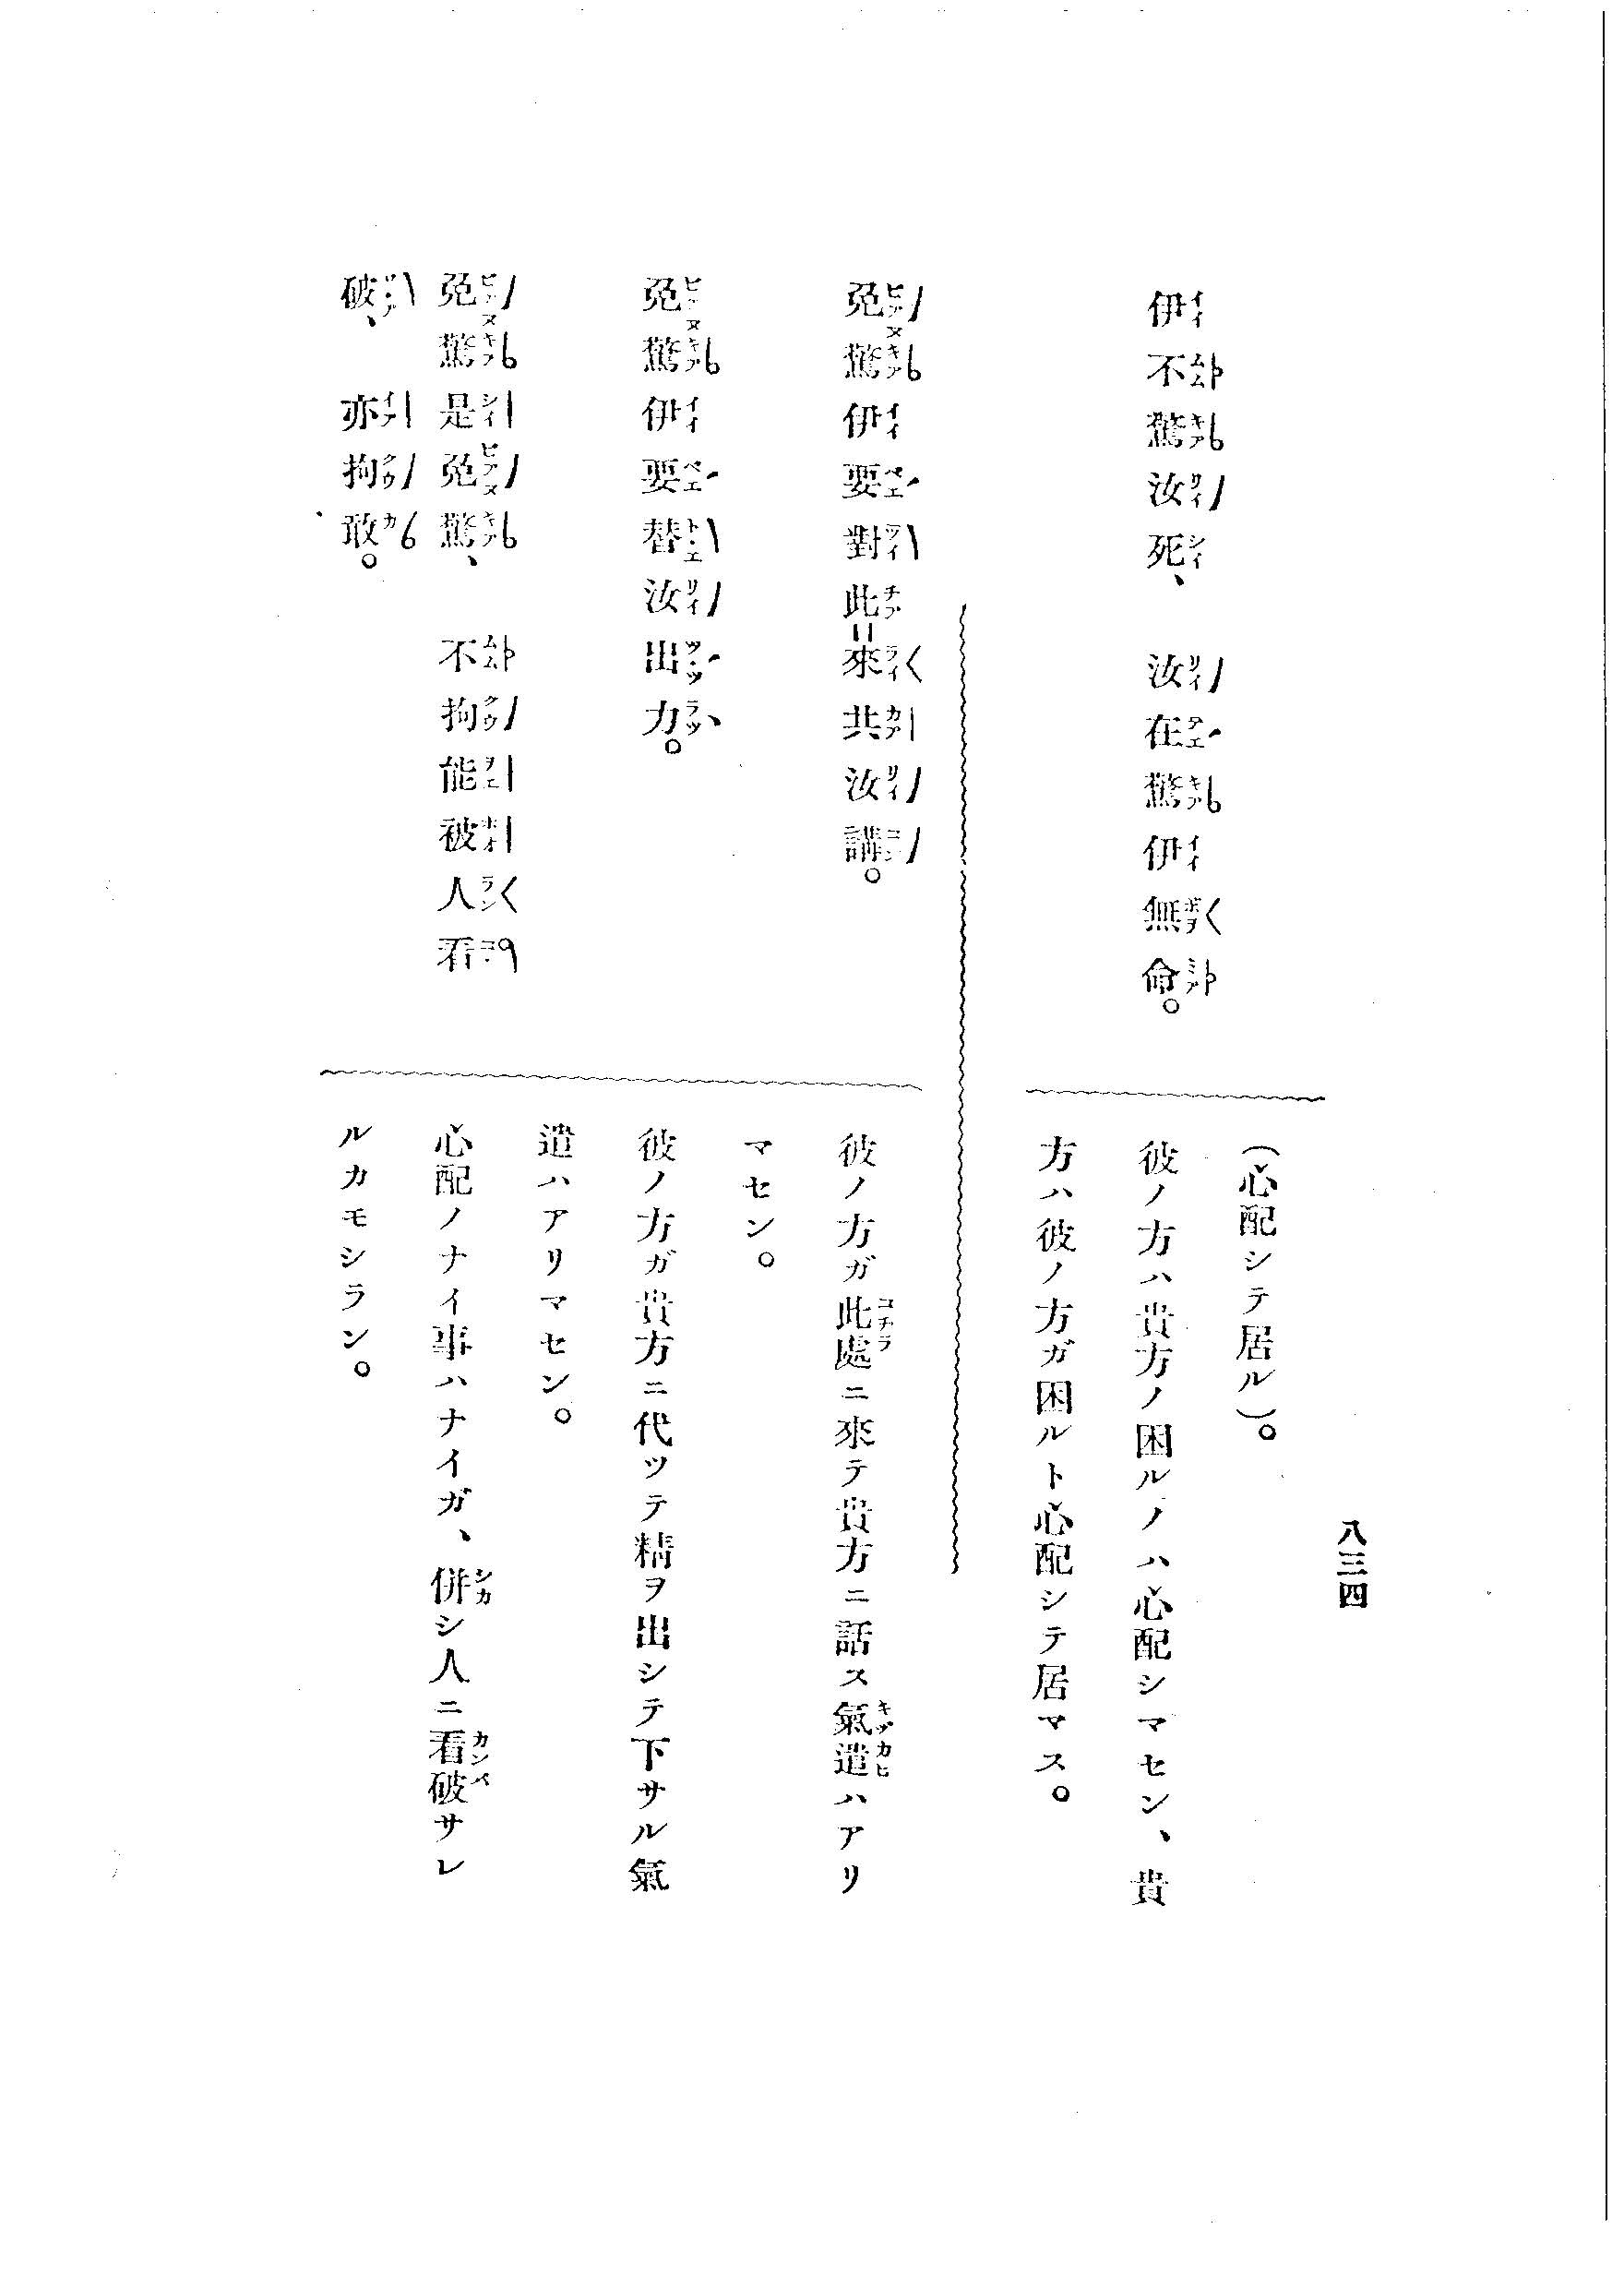 八三四
(心配シテ居ル)。
伊不驚汝死、汝在驚伊無命。
彼ノ方ハ貴方ノ困ルノハ心配シマセン、貴
方ハ彼ノ方ガ困ルト心配シテ居マス。
免驚伊要對此=來共汝講。
彼ノ方ガ此處ニ來テ貴方ニ話ス氣遣ハアリ
マセン。
免驚伊要替汝出力。
彼ノ方ガ貴方ニ代ツテ精ヲ出シテ下サル氣
遣ハアリマセン。
免驚是免驚、不拘能被人看
破、亦拘敢。
心配ノナイ事ハナイガ、併シ人ニ看破サレ
ルカモシラン。